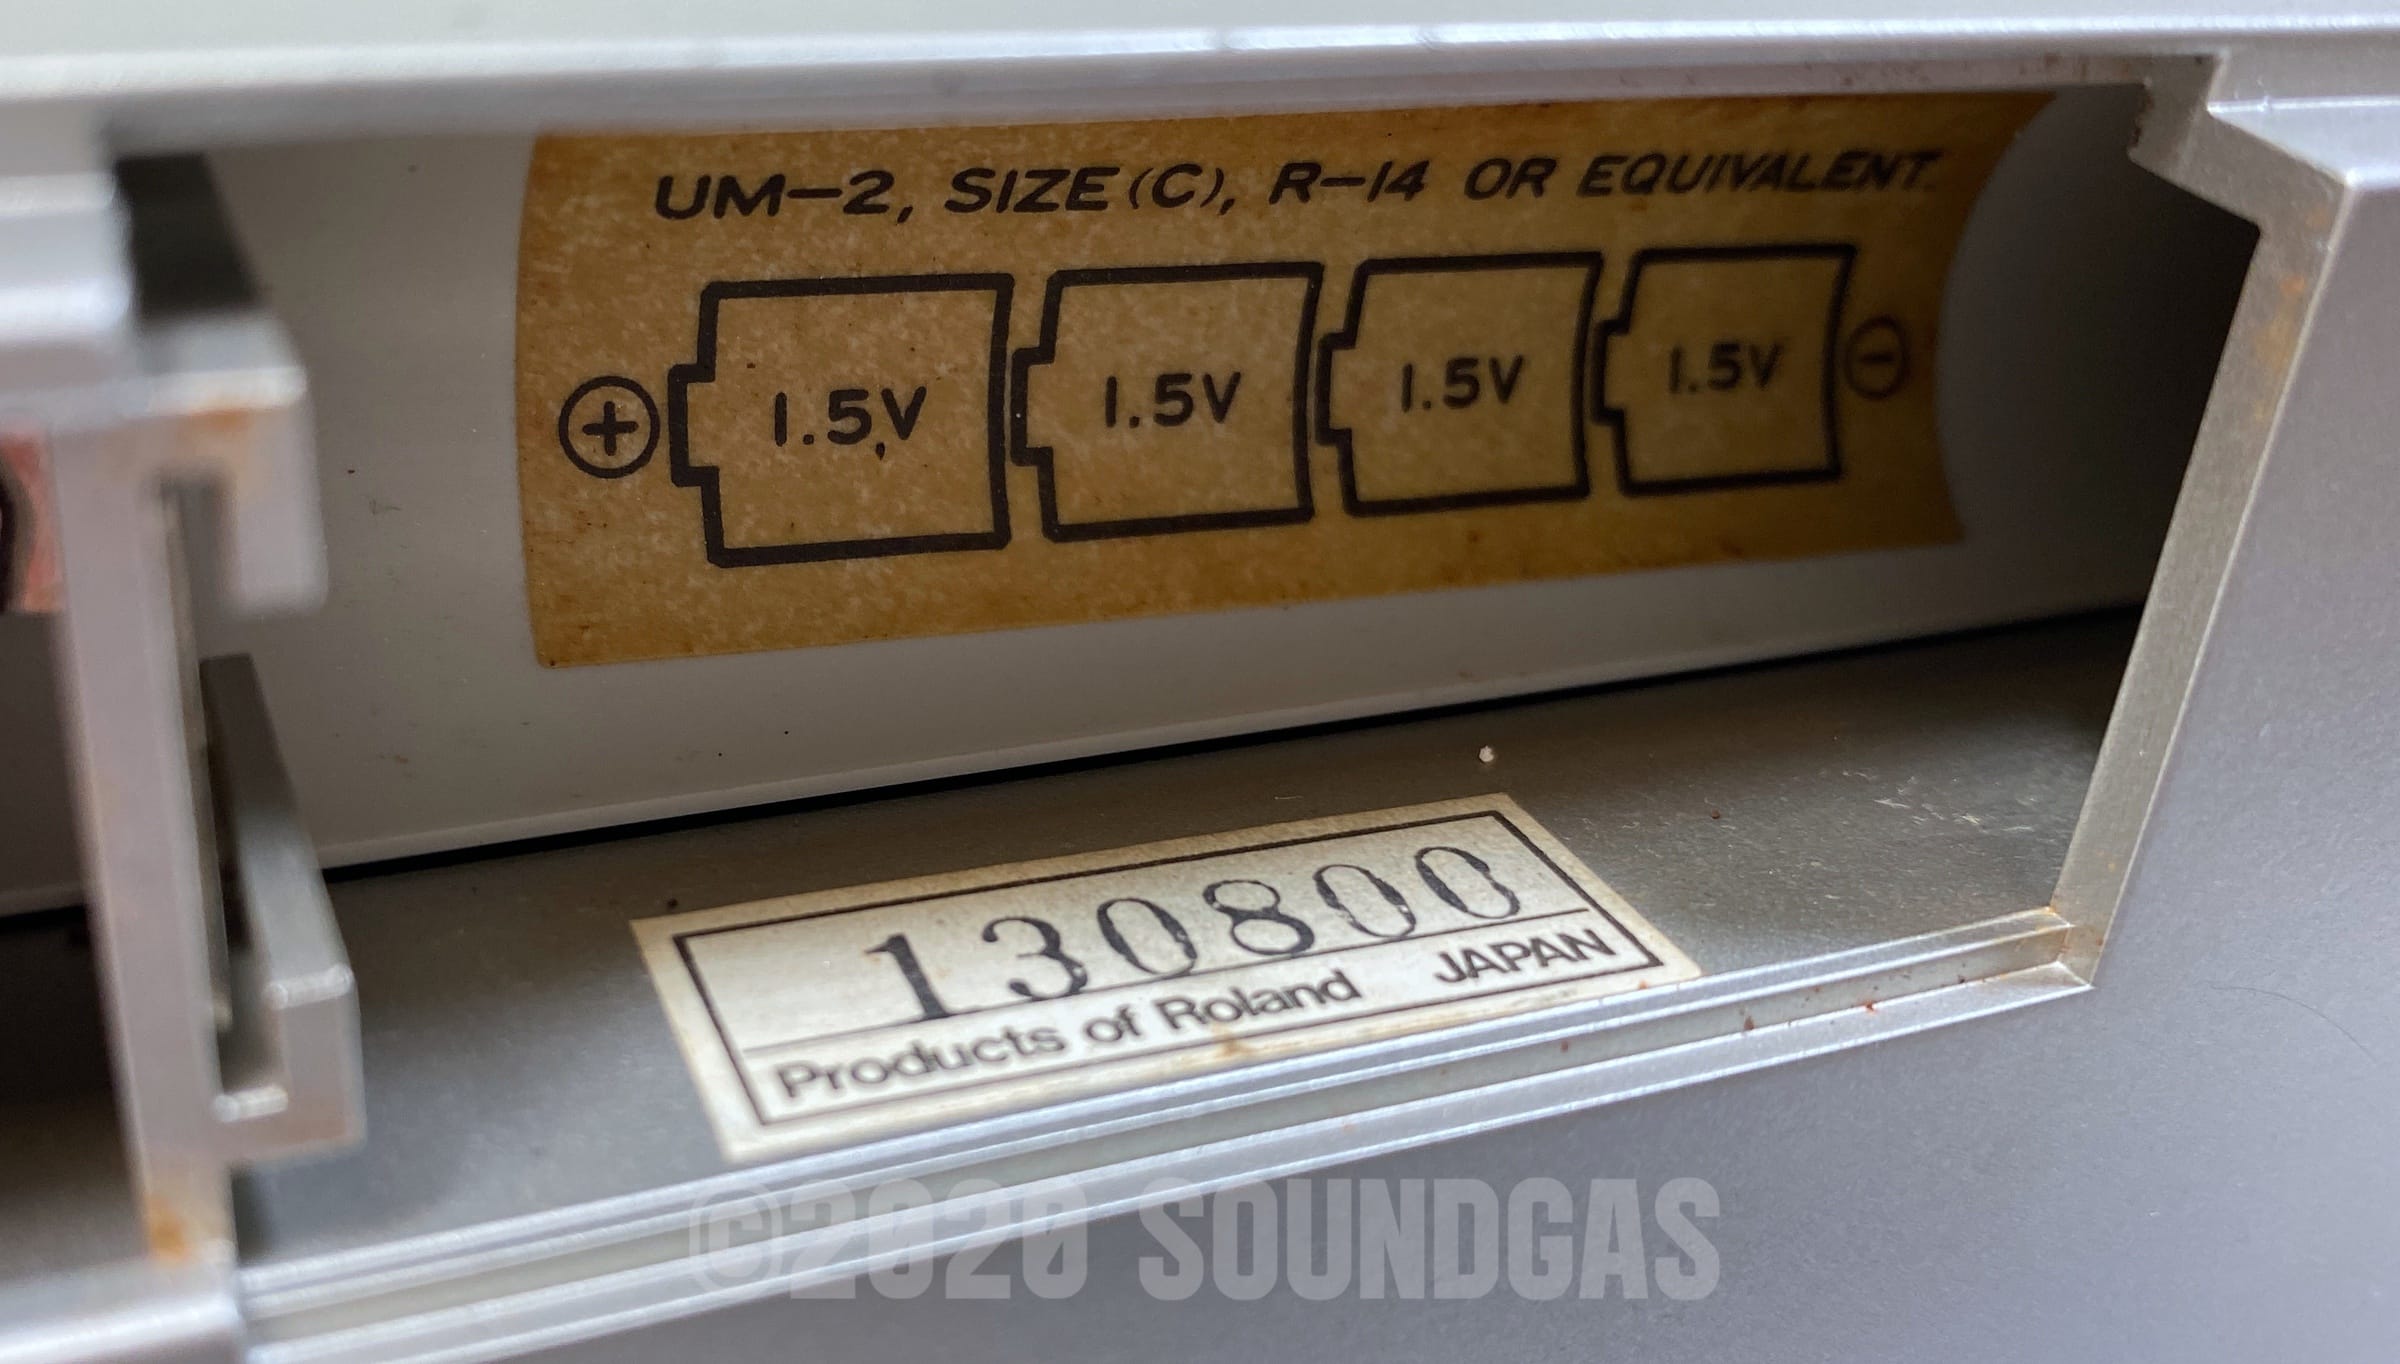 UM-2, SIZE (C), R-14 OR EQUIVALENT.
+ 1.5V 1.5V 1.5V 1.5V -
130800
Products of Roland JAPAN
©2020 SOUNDGAS